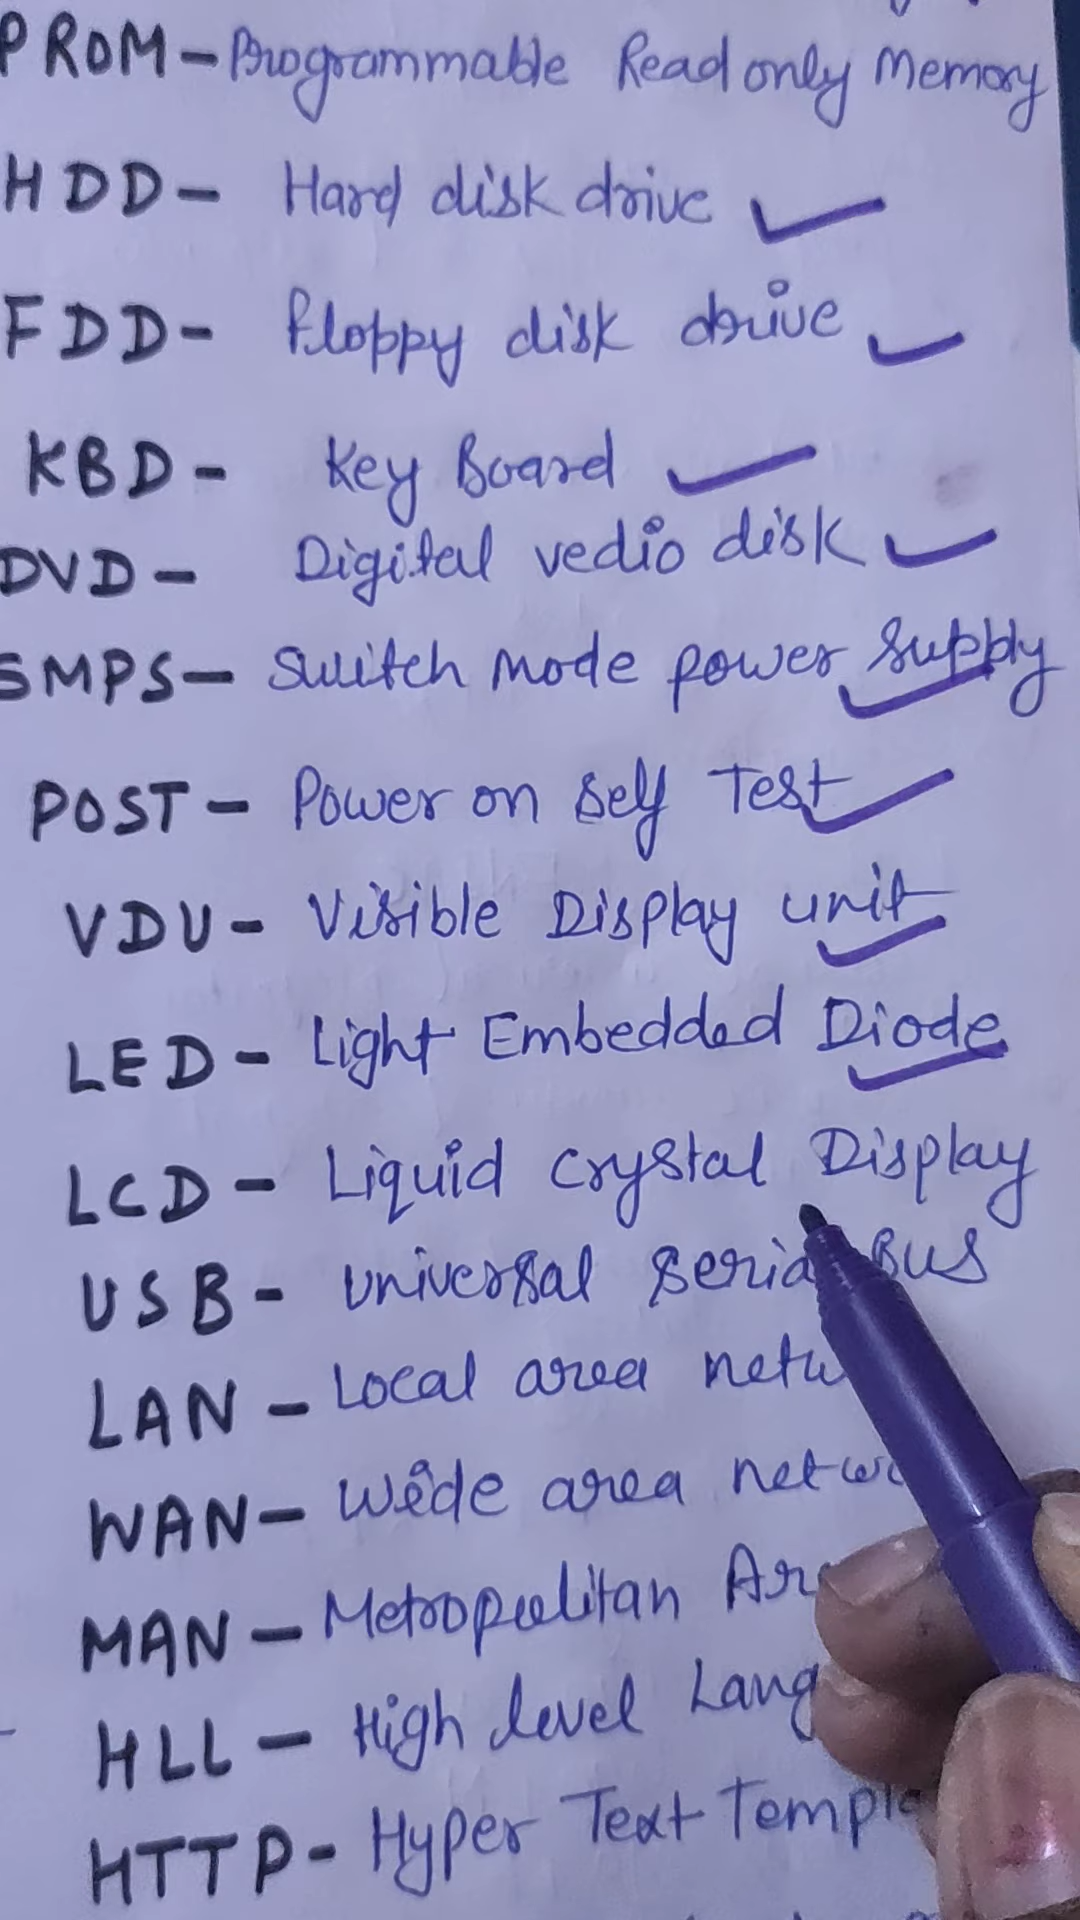 PROM - Programmable Read only Memory
HDD - Hard disk drive
FDD - Floppy disk drive
KBD - Key Board
DVD - Digital vedio disk
SMPS - Switch mode power Supply
POST - Power on Self Test
VDU - Visible Display unit
LED - Light Embedded Diode
LCD - Liquid Crystal Display
USB - Universal Serial Bus
LAN - Local area
WAN - Wide area
MAN - Metropolitan
HLL - High level
HTTP - Hyper Text